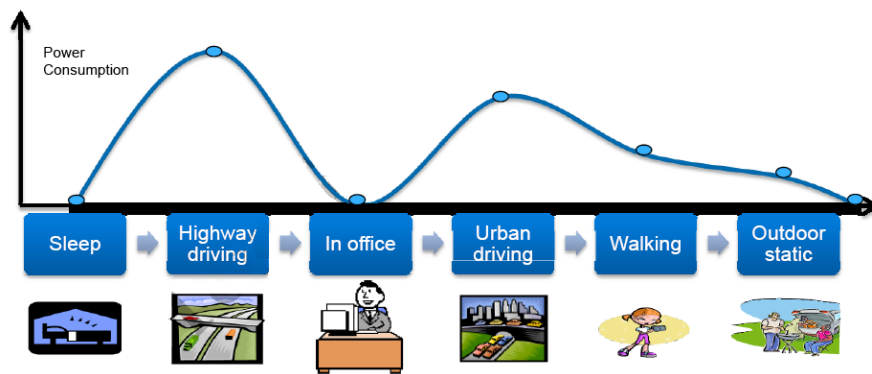 Power
Consumption
Sleep
Highway
driving
In office
Urban
driving
Walking
Outdoor
static